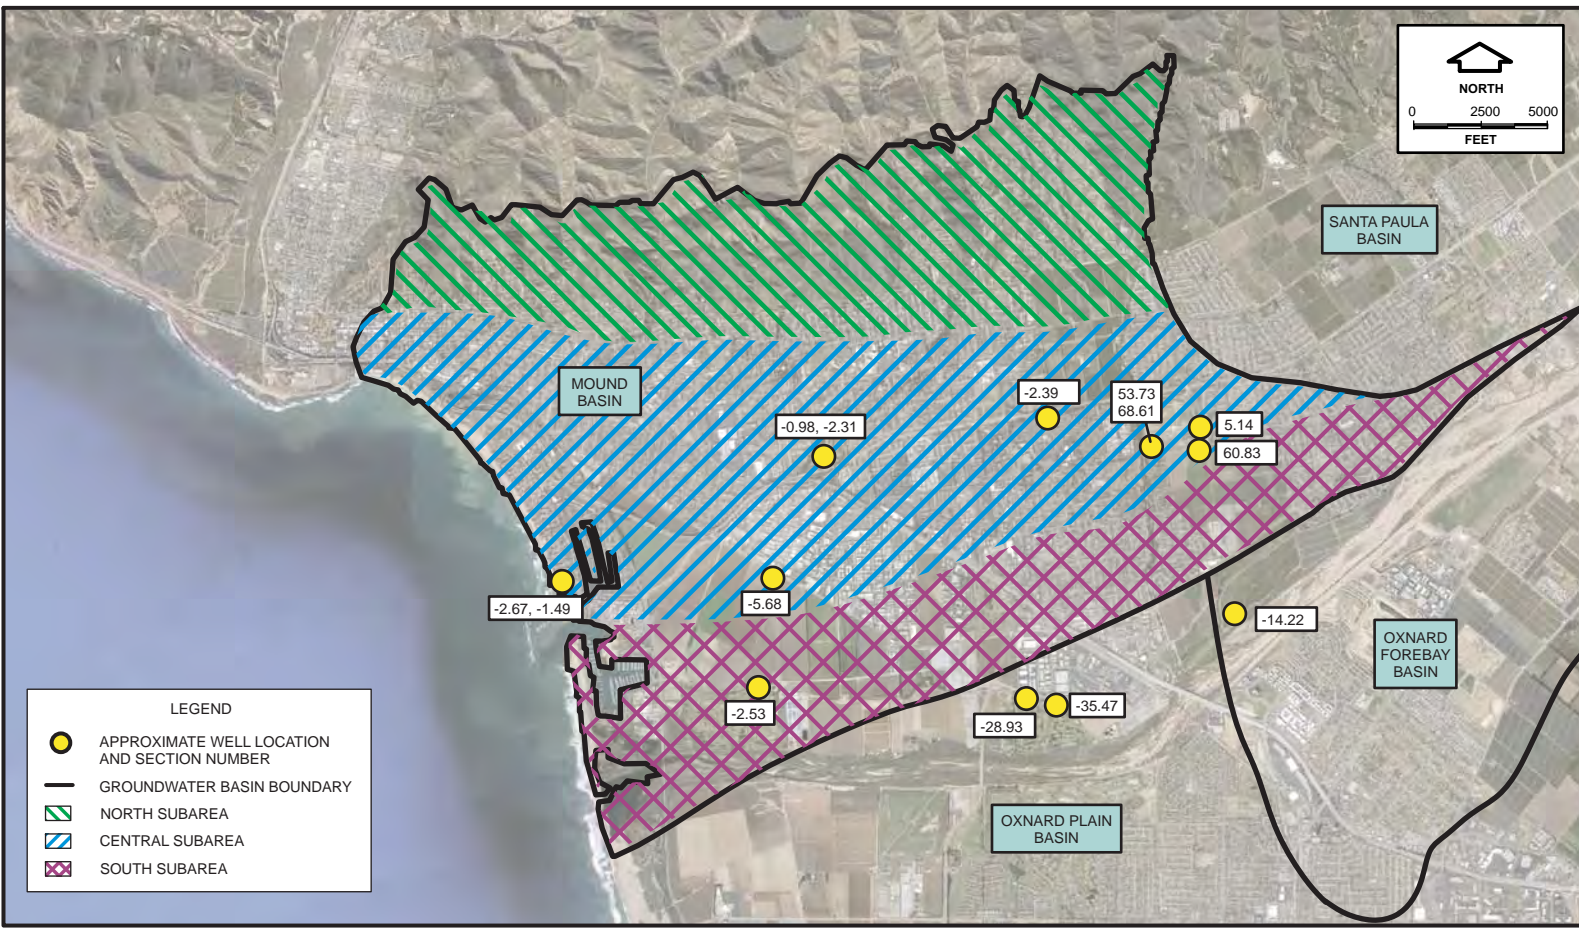 NORTH
0 2500 5000
FEET
SANTA PAULA
BASIN
MOUND
BASIN
-2.39
53.73
68.61
-0.98, -2.31
5.14
60.83
-2.67, -1.49
-5.68
-14.22
OXNARD
FOREBAY
BASIN
-2.53
-28.93
-35.47
OXNARD PLAIN
BASIN
LEGEND
APPROXIMATE WELL LOCATION
AND SECTION NUMBER
GROUNDWATER BASIN BOUNDARY
NORTH SUBAREA
CENTRAL SUBAREA
SOUTH SUBAREA